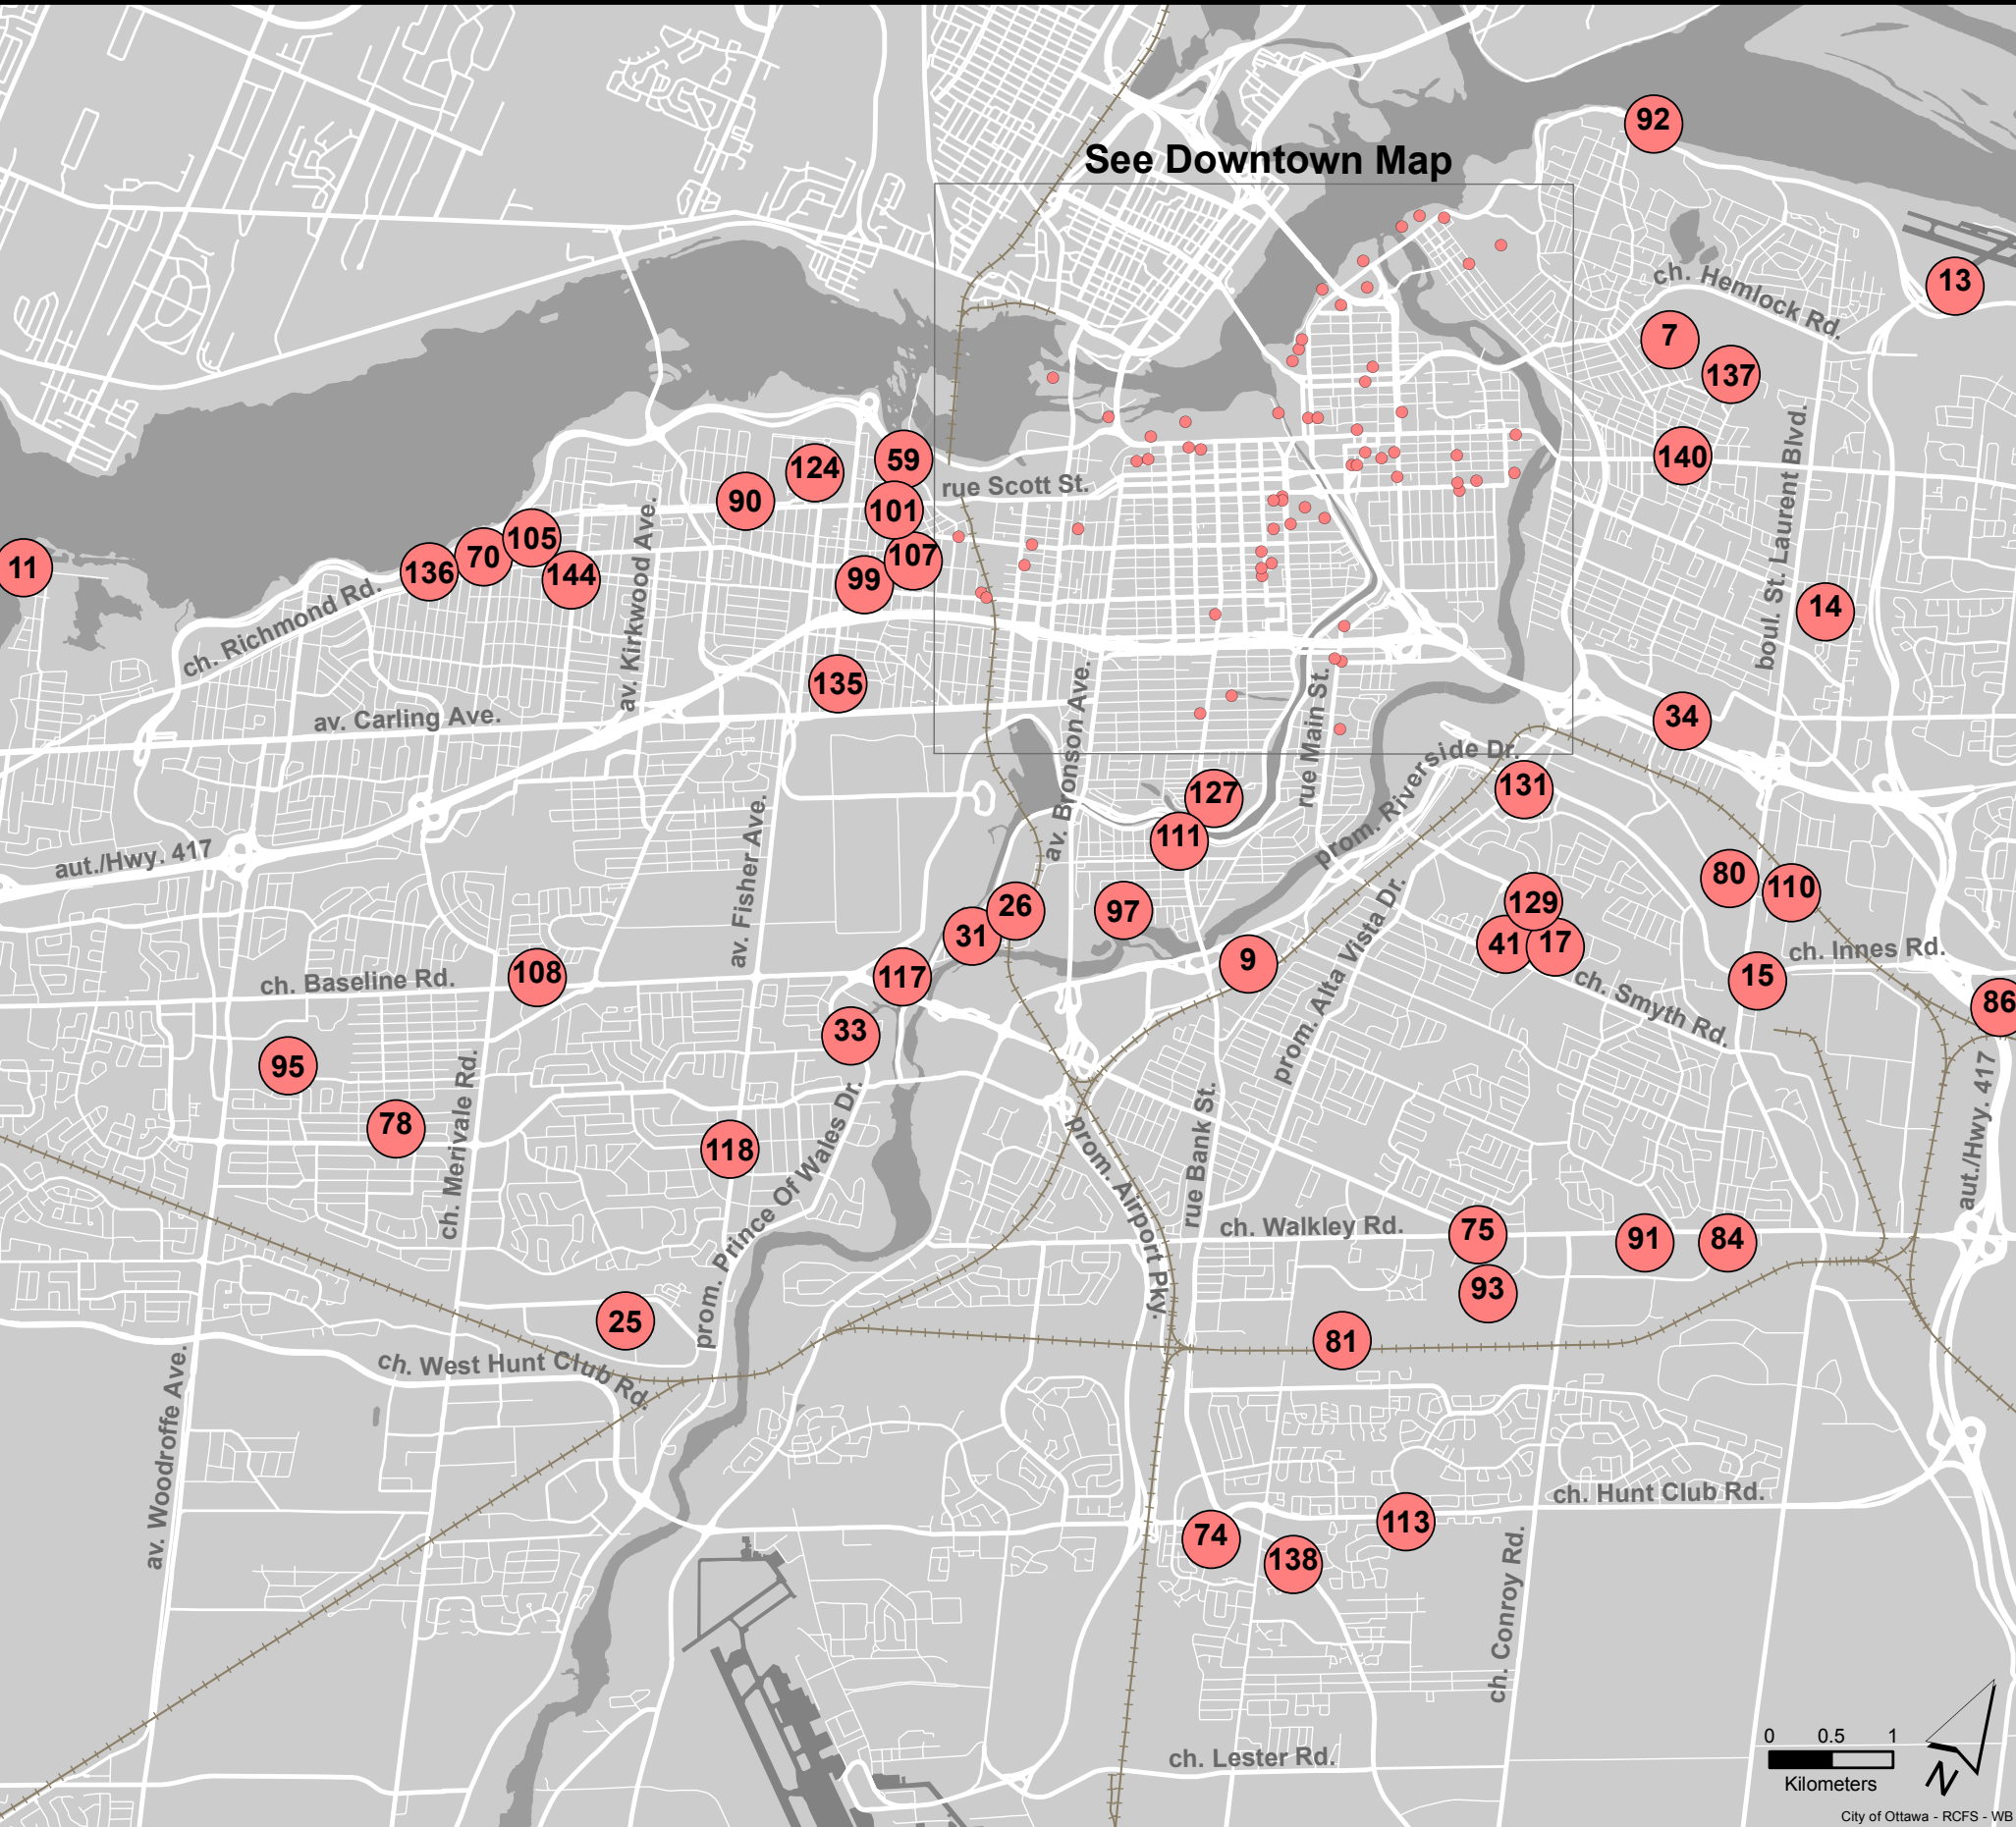 92
See Downtown Map
13
ch. Hemlock Rd.
7
137
59
124
140
90
rue Scott St.
101
105
70
107
11
136
144
99
ch. Richmond Rd.
av. Kirkwood Ave.
boul. St. Laurent Blvd.
14
135
av. Carling Ave.
34
av. Bronson Ave.
rue Main St.
prom. Riverside Dr.
127
131
111
aut./Hwy. 417
av. Fisher Ave.
80
110
129
26
97
31
41
17
ch. Innes Rd.
9
prom. Alta Vista Dr.
108
117
ch. Baseline Rd.
15
ch. Smyth Rd.
86
33
95
78
ch. Merivale Rd.
118
prom. Prince Of Wales Dr.
prom. Airport Pky.
rue Bank St.
aut./Hwy. 417
ch. Walkley Rd.
75
91
84
93
25
81
ch. West Hunt Club Rd.
av. Woodroffe Ave.
ch. Hunt Club Rd.
74
113
138
ch. Conroy Rd.
ch. Lester Rd.
0 0.5 1
Kilometers
N
City of Ottawa - RCFS - WB